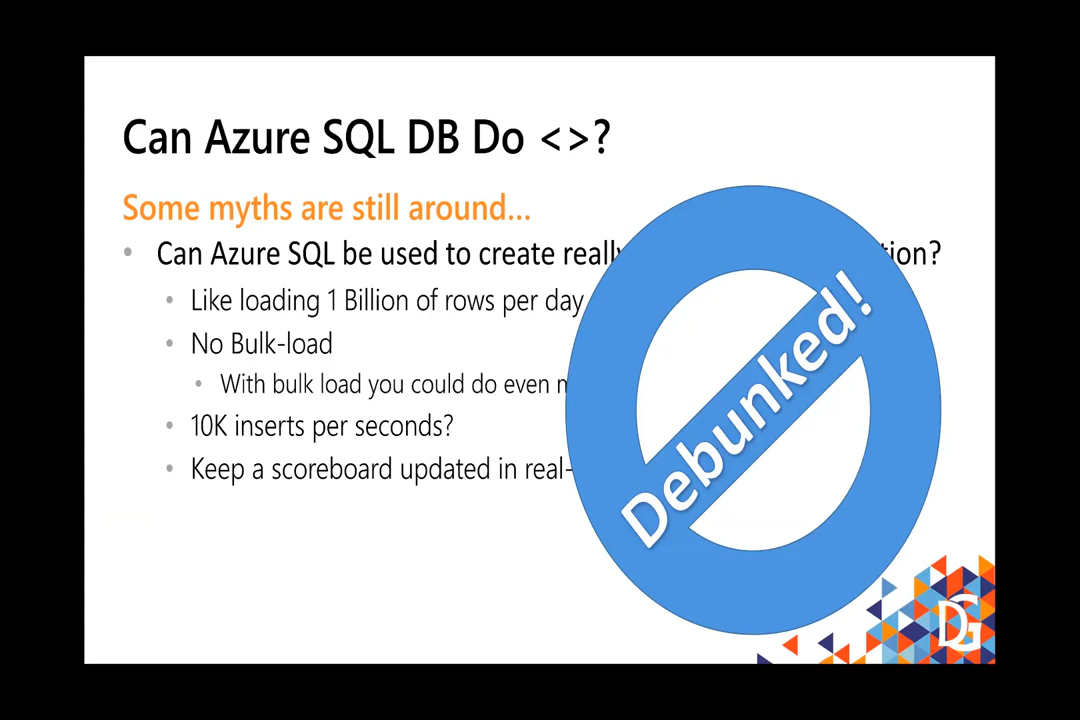 Can Azure SQL DB Do <>?
Some myths are still around...
• Can Azure SQL be used to create really
• Like loading 1 Billion of rows per day
• No Bulk-load
• With bulk load you could do even
• 10K inserts per seconds?
• Keep a scoreboard updated in real-
Debunked!
DG